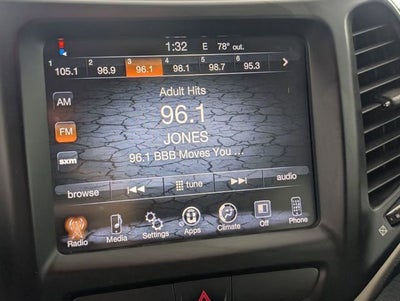 1:32 E 78° out.
1 2 3 4 5 6
105.1 96.9 96.1 98.1 98.7 95.3
AM
Adult Hits
96.1
FM
JONES
sxm
96.1 BBB Moves You ...
browse tune audio
Radio Media Settings Apps Climate Off Phone